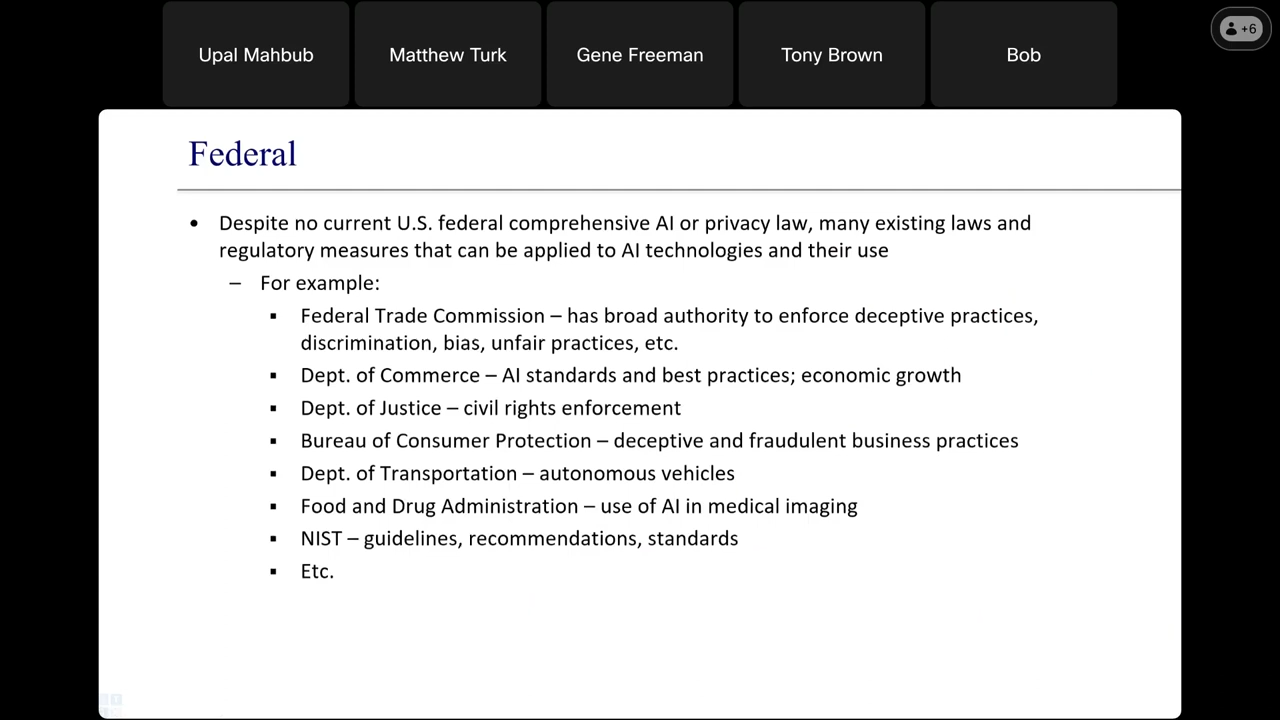 Upal Mahbub
Matthew Turk
Gene Freeman
Tony Brown
Bob
+6
Federal
• Despite no current U.S. federal comprehensive AI or privacy law, many existing laws and
regulatory measures that can be applied to AI technologies and their use
– For example:
▪ Federal Trade Commission – has broad authority to enforce deceptive practices,
discrimination, bias, unfair practices, etc.
▪ Dept. of Commerce – AI standards and best practices; economic growth
▪ Dept. of Justice – civil rights enforcement
▪ Bureau of Consumer Protection – deceptive and fraudulent business practices
▪ Dept. of Transportation – autonomous vehicles
▪ Food and Drug Administration – use of AI in medical imaging
▪ NIST – guidelines, recommendations, standards
▪ Etc.